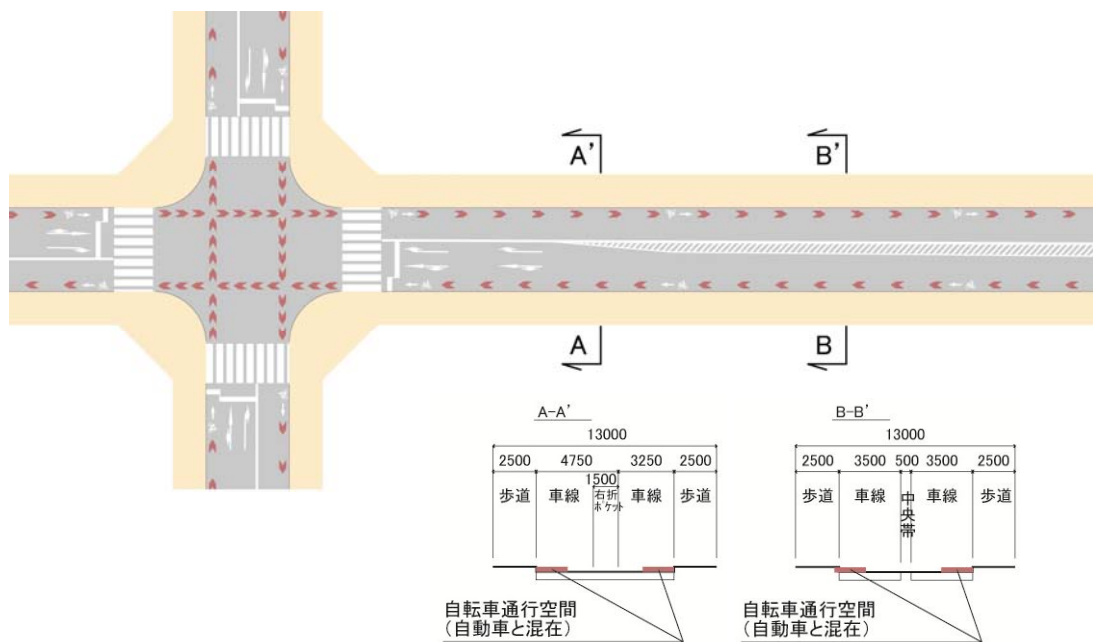 A'
B'
A
B
A-A'
13000
2500 4750 3250 2500
1500
歩道 車線 右折ポケット 車線 歩道
自転車通行空間
(自動車と混在)
B-B'
13000
2500 3500 500 3500 2500
歩道 車線 中央帯 車線 歩道
自転車通行空間
(自動車と混在)